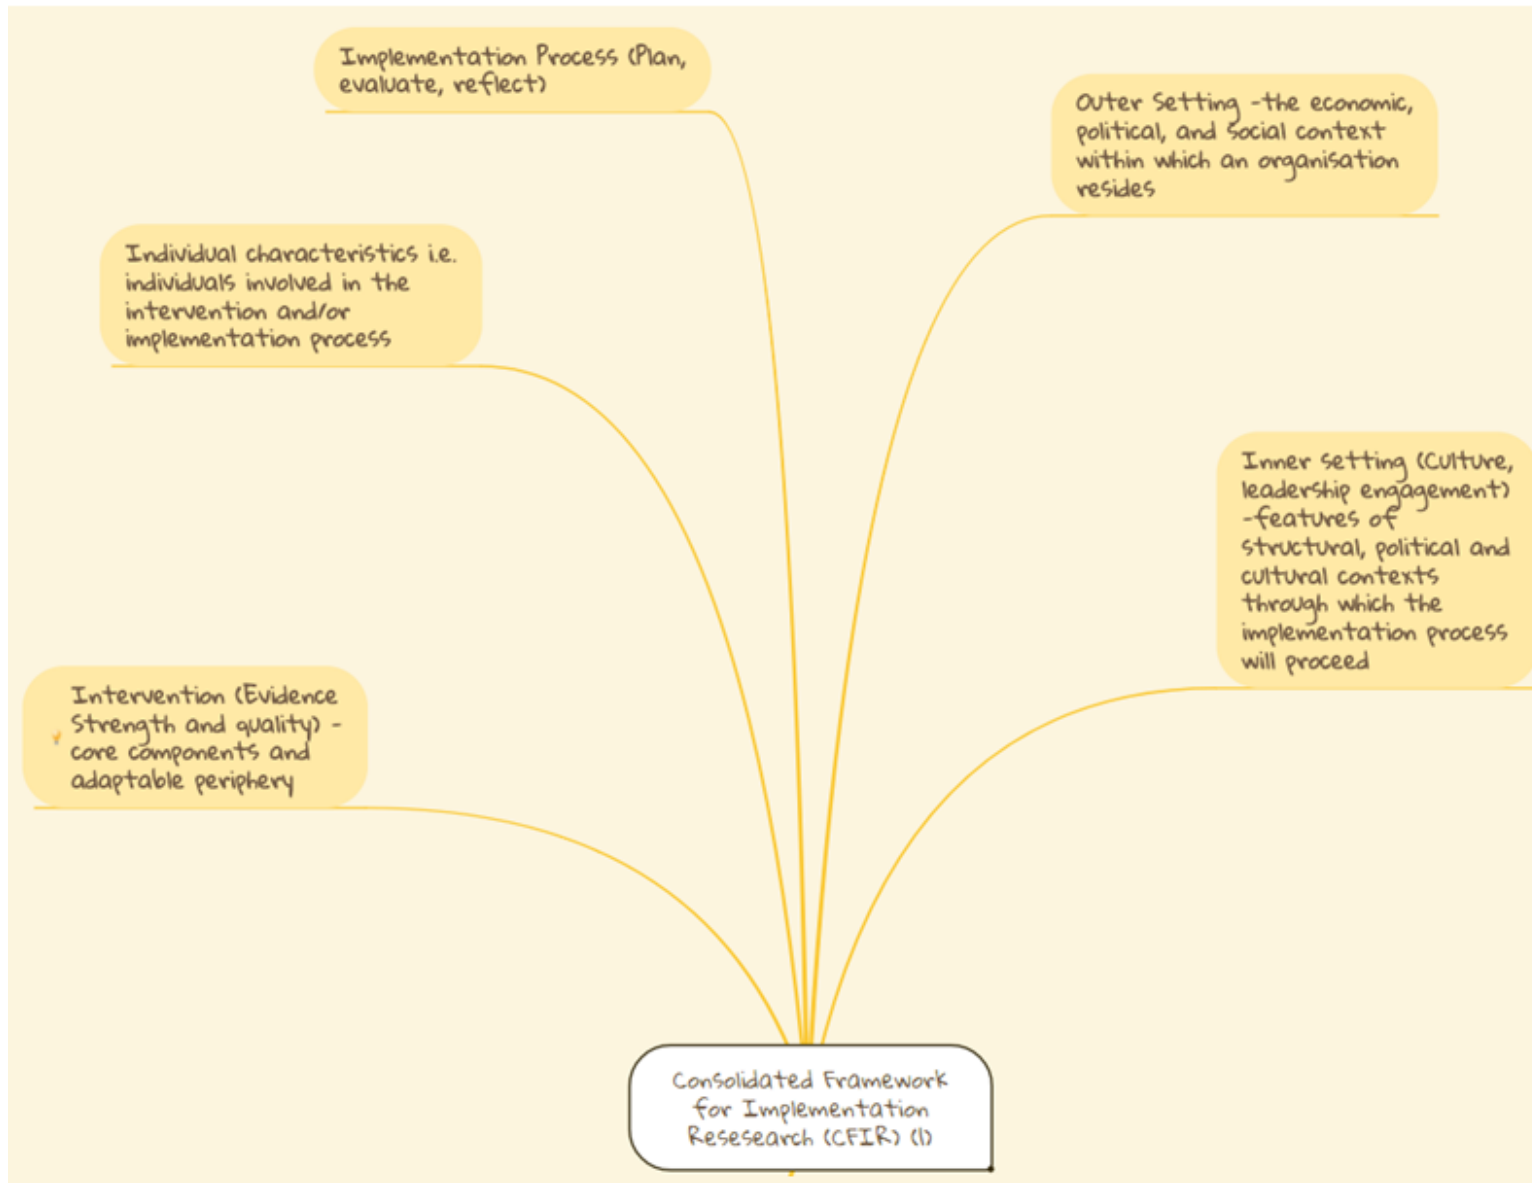 Implementation Process (Plan,
evaluate, reflect)
Outer Setting -the economic,
political, and social context
within which an organisation
resides
Individual characteristics i.e.
individuals involved in the
intervention and/or
implementation process
Inner setting (Culture,
leadership engagement)
-features of
structural, political and
cultural contexts
through which the
implementation process
will proceed
Intervention (Evidence
Strength and quality) -
core components and
adaptable periphery
Consolidated Framework
for Implementation
Resesearch (CFIR) (1)